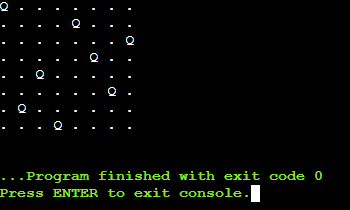 Q . . . . . . .
. . . . Q . . .
. . . . . . . Q
. . . . . Q . .
. . Q . . . . .
. . . . . . Q .
. Q . . . . . .
. . . Q . . . .
...Program finished with exit code 0
Press ENTER to exit console.